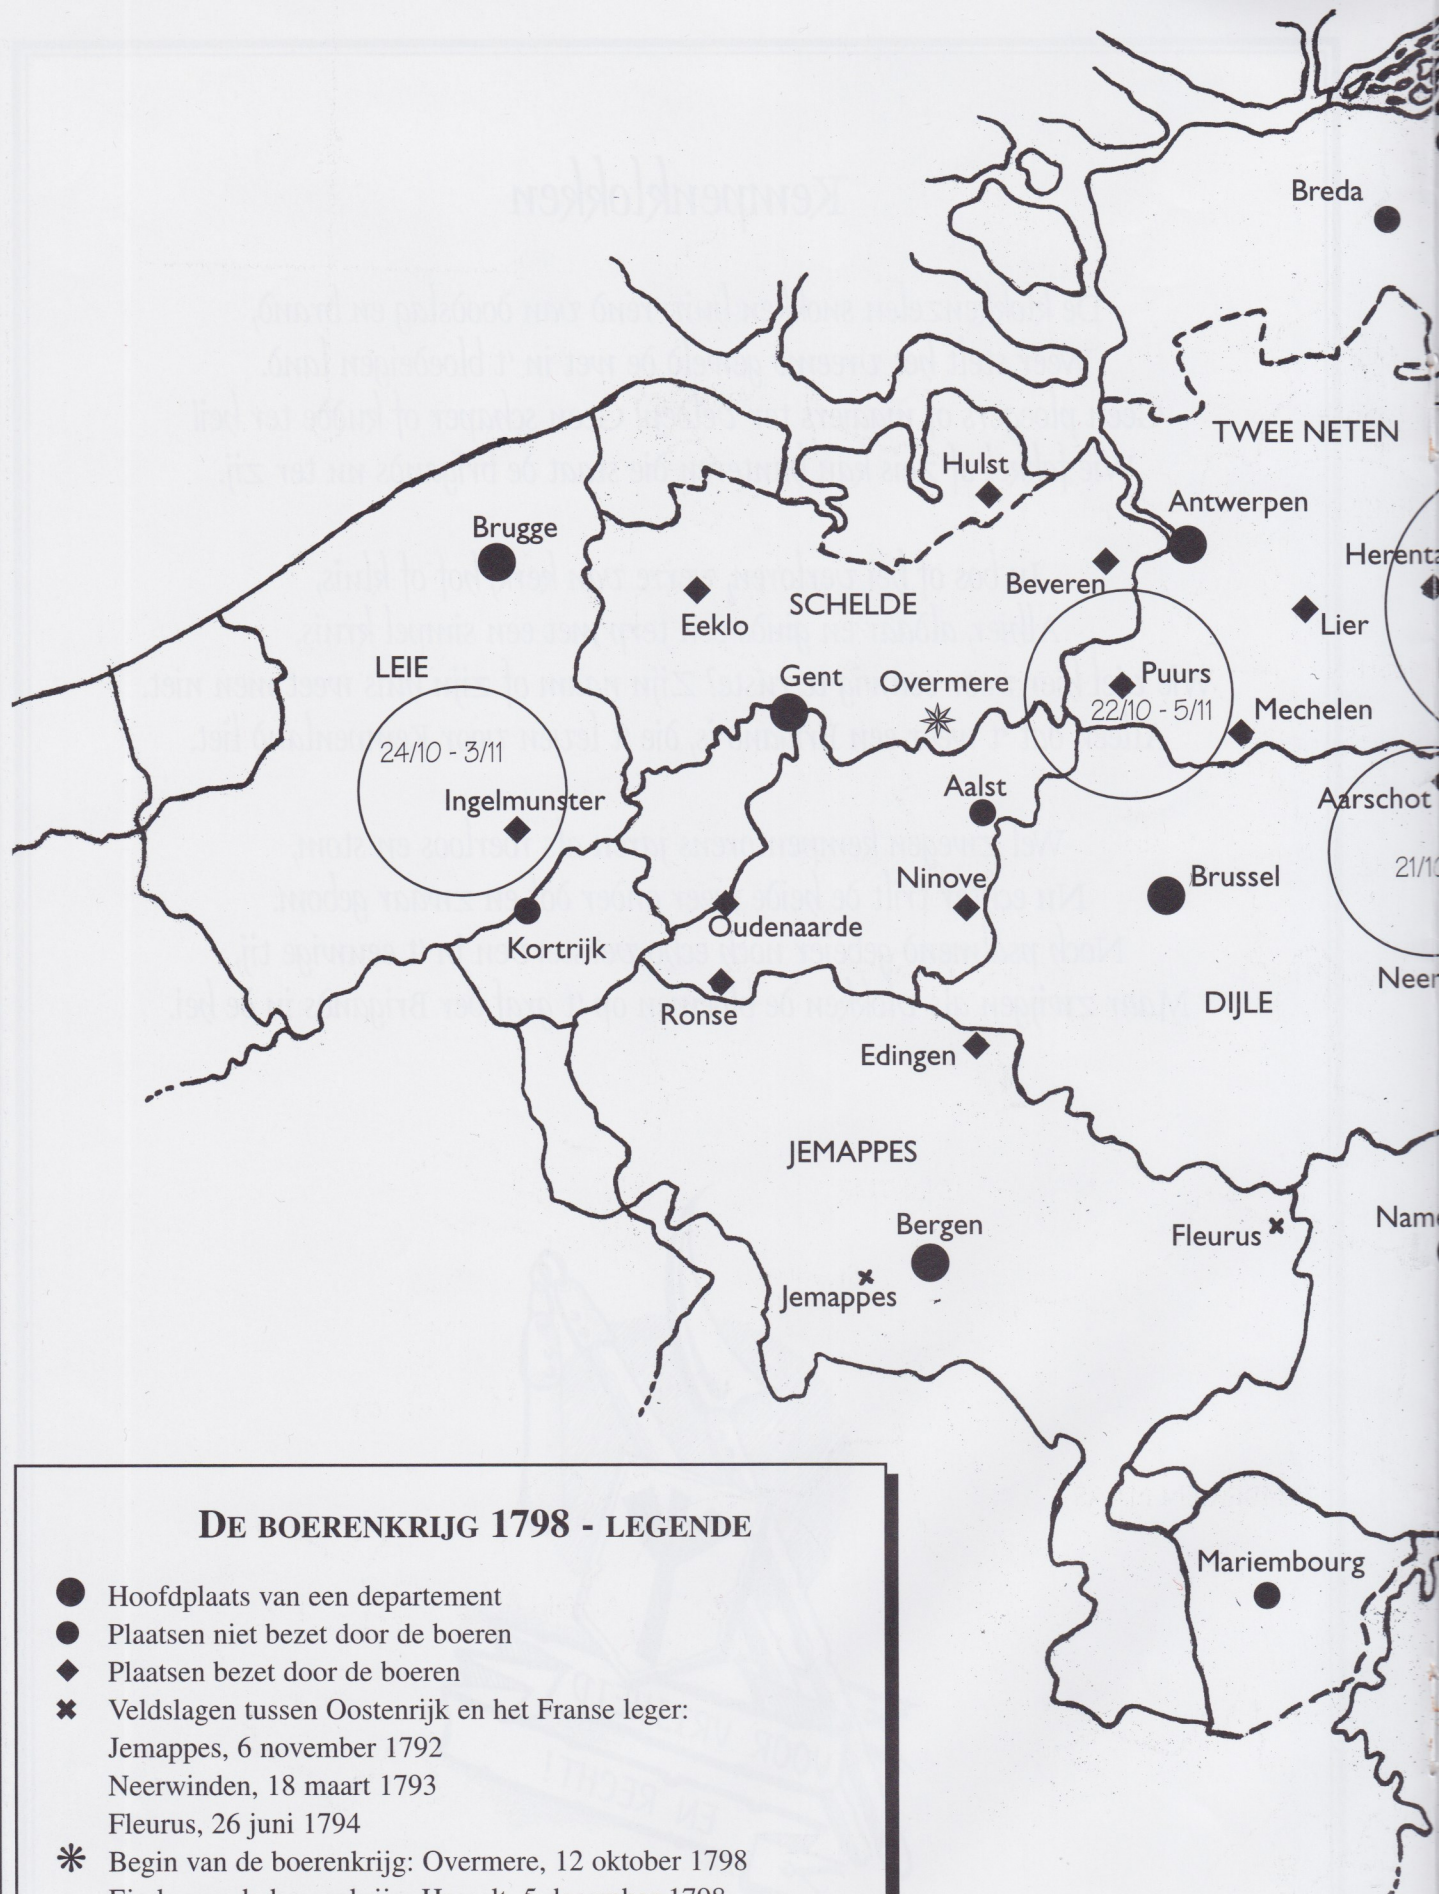 Breda
TWEE NETEN
Hulst
Antwerpen
Brugge
Beveren
SCHELDE
Eeklo
Lier
LEIE
Gent
Overmere
Puurs
22/10 - 5/11
Mechelen
24/10 - 3/11
Ingelmunster
Aalst
Aarschot
Ninove
Brussel
Oudenaarde
Kortrijk
DIJLE
Ronse
Edingen
JEMAPPES
Bergen
Fleurus
Jemappes
Mariembourg
DE BOERENKRIJG 1798 - LEGENDE
Hoofdplaats van een departement
Plaatsen niet bezet door de boeren
Plaatsen bezet door de boeren
Veldslagen tussen Oostenrijk en het Franse leger:
Jemappes, 6 november 1792
Neerwinden, 18 maart 1793
Fleurus, 26 juni 1794
Begin van de boerenkrijg: Overmere, 12 oktober 1798